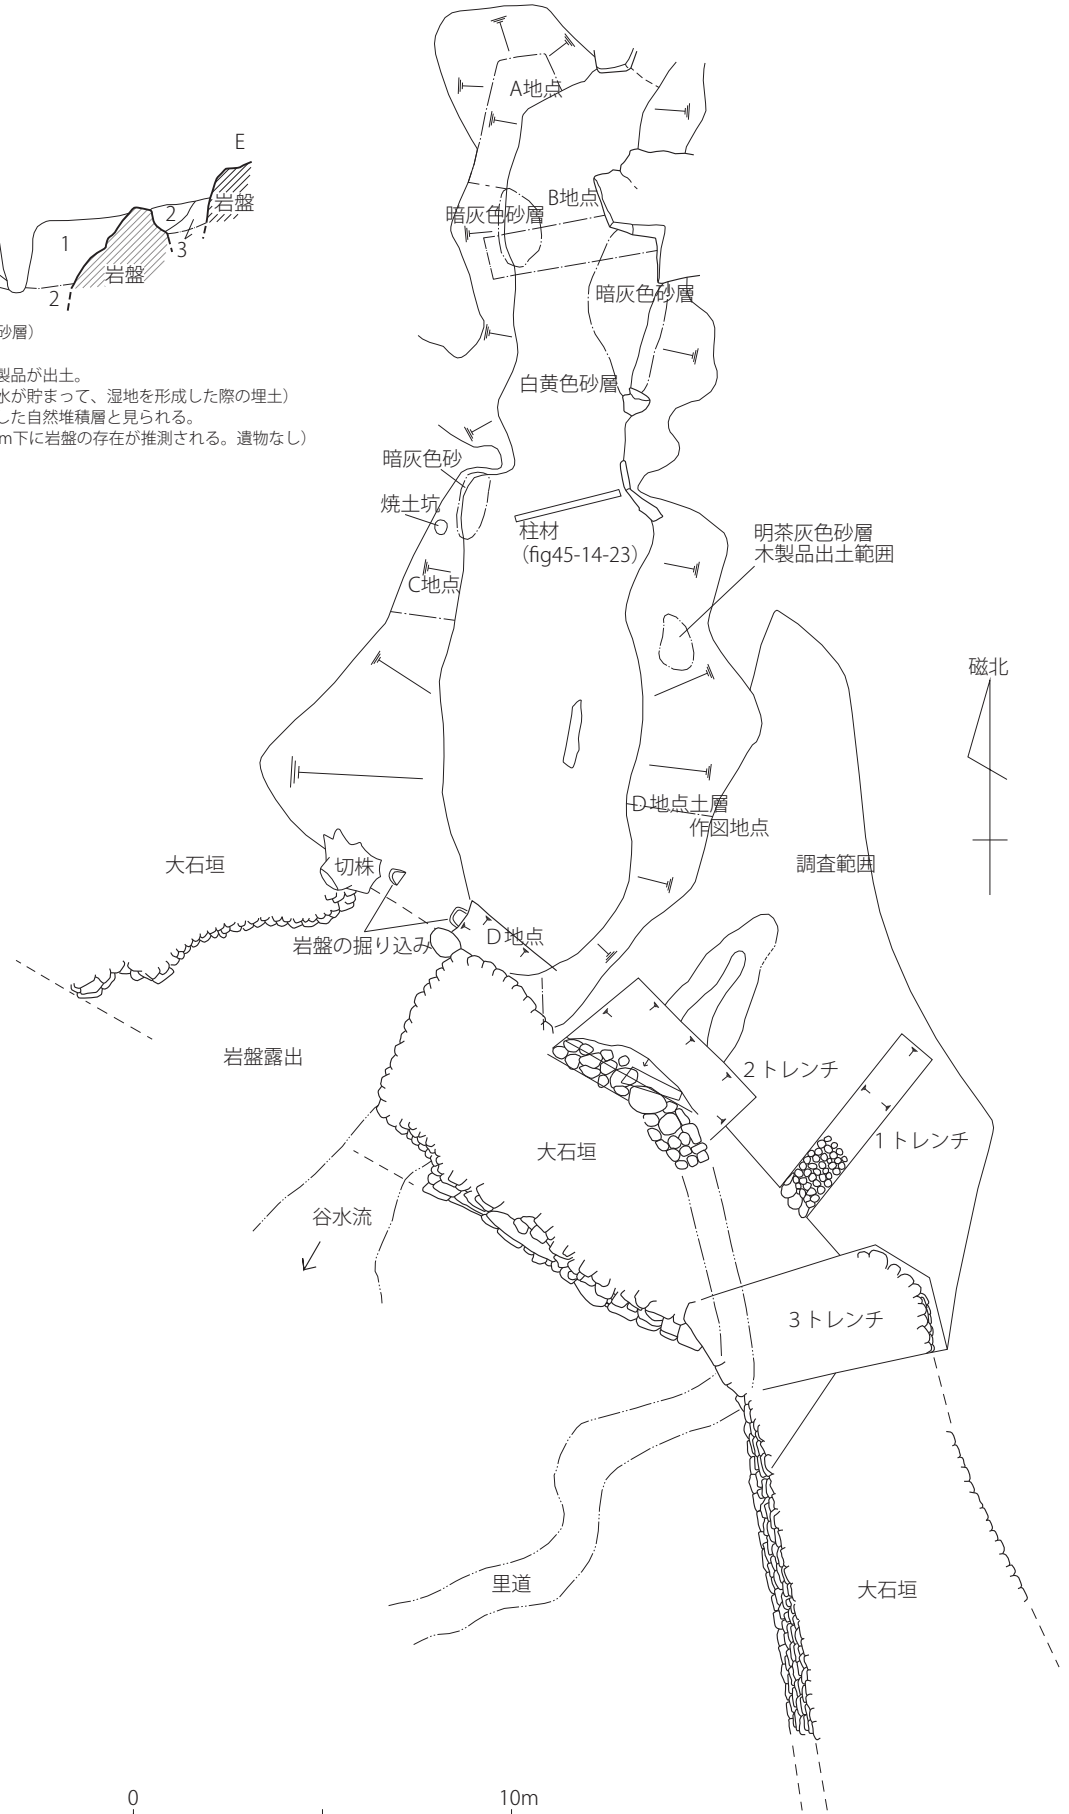 A地点
E
岩盤
2
1
3
岩盤
2
B地点
暗灰色砂層
暗灰色砂層
砂層）
製品が出土。
水が貯まって、湿地を形成した際の埋土）
した自然堆積層と見られる。
m下に岩盤の存在が推測される。遺物なし）
白黄色砂層
暗灰色砂
焼土坑
柱材
（fig45-14-23）
明茶灰色砂層
木製品出土範囲
C地点
磁北
D地点土層
作図地点
大石垣
切株
調査範囲
岩盤の掘り込み
D地点
岩盤露出
2トレンチ
1トレンチ
大石垣
谷水流
3トレンチ
里道
大石垣
0
10m